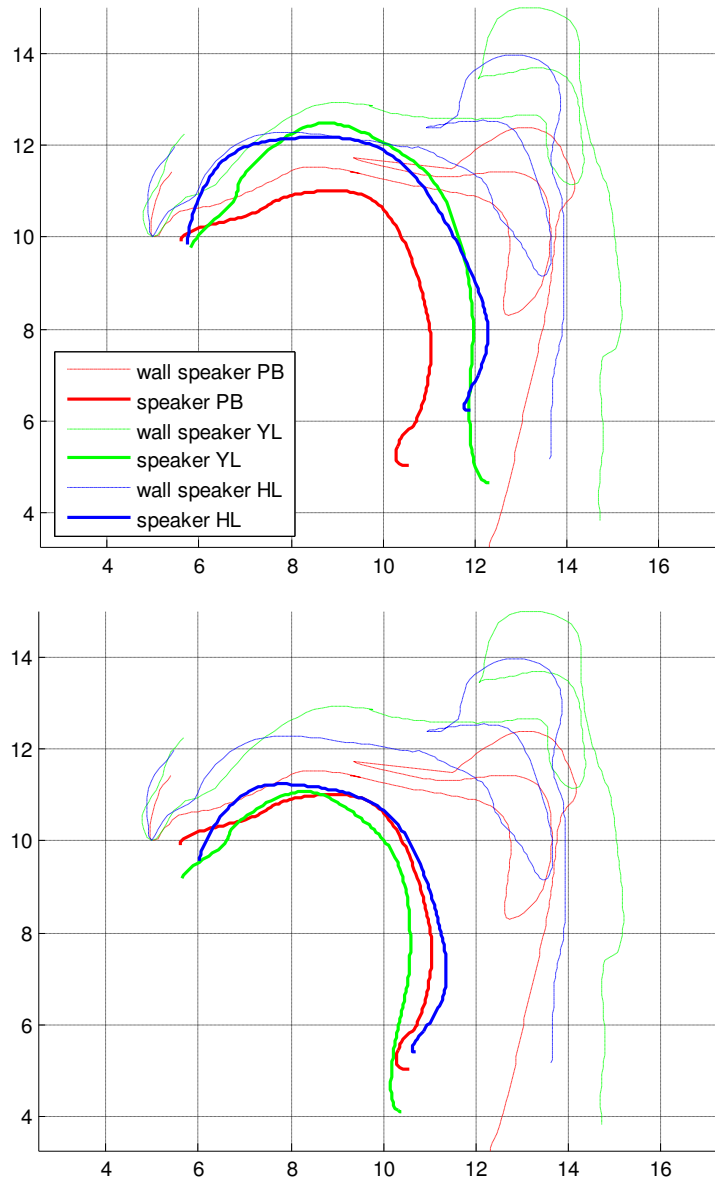 14
12
10
8
6
4
wall speaker PB
speaker PB
wall speaker YL
speaker YL
wall speaker HL
speaker HL
4 6 8 10 12 14 16
14
12
10
8
6
4
4 6 8 10 12 14 16